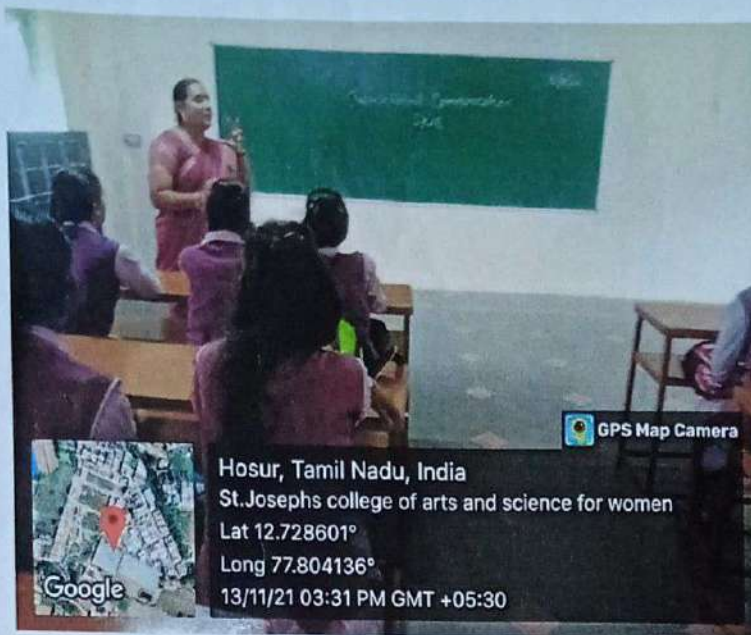 GPS Map Camera
Hosur, Tamil Nadu, India
St.Josephs college of arts and science for women
Lat 12.728601°
Long 77.804136°
13/11/21 03:31 PM GMT +05:30
Google